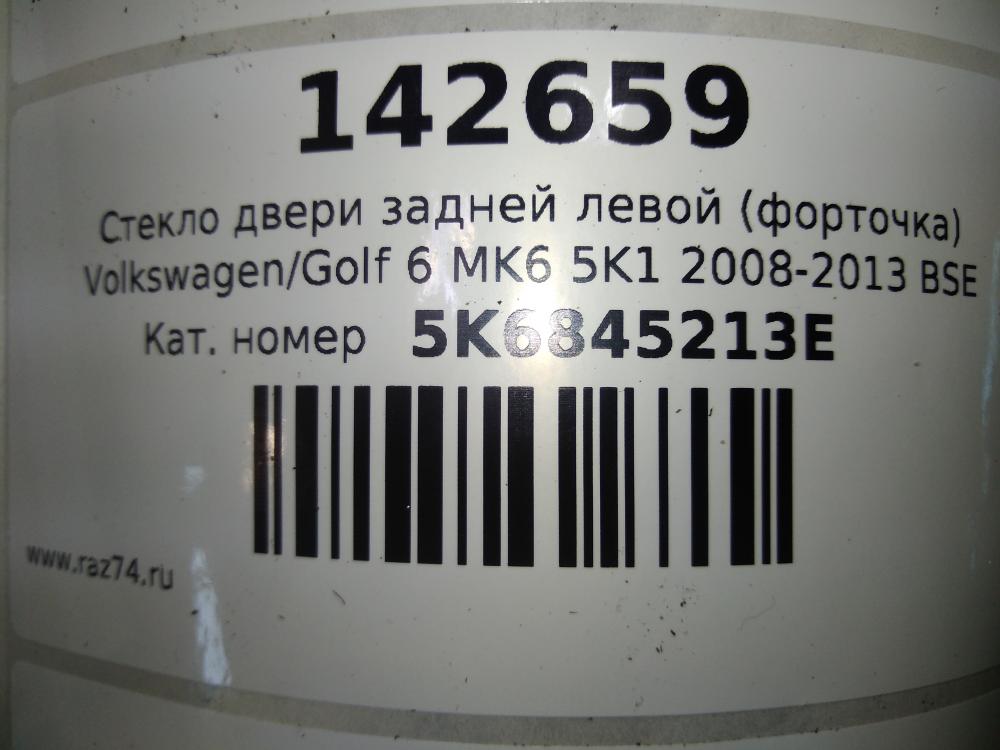 142659
Стекло двери задней левой (форточка)
Volkswagen/Golf 6 MK6 5K1 2008-2013 BSE
Кат. номер 5K6845213E
www.raz74.ru